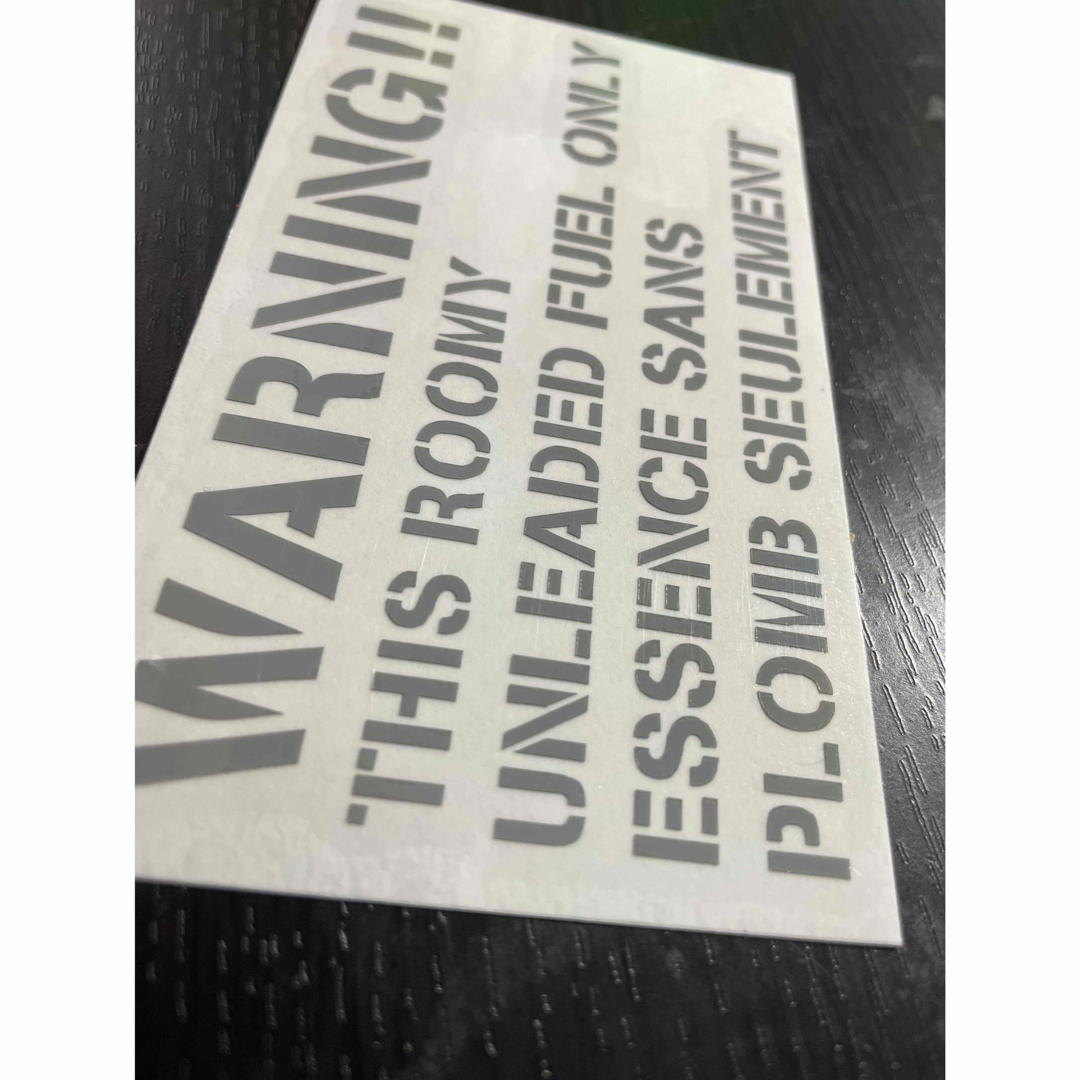 WARNING!!
THIS ROOMY
UNLEADED FUEL ONLY
ESSENCE SANS
PLOMB SEULEMENT